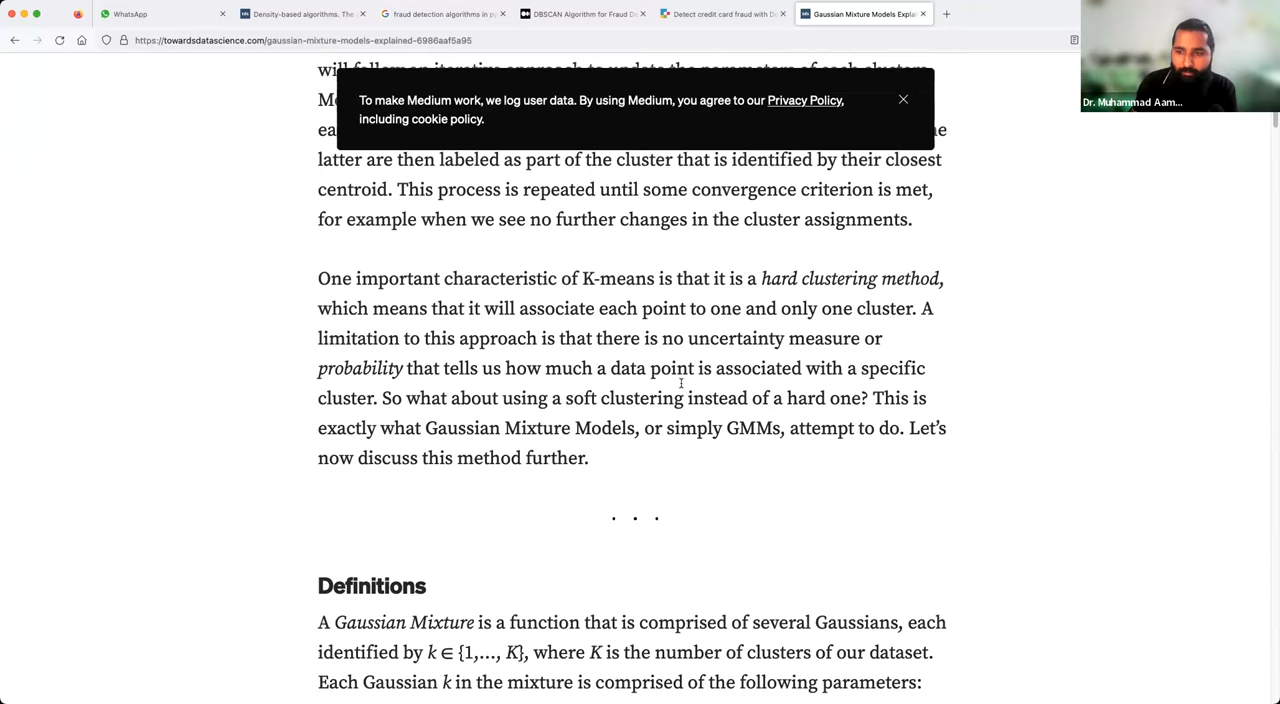 WhatsApp
Density-based algorithms. The
fraud detection algorithms in p
DBSCAN Algorithm for Fraud D
Detect credit card fraud with D
Gaussian Mixture Models Expla
https://towardsdatascience.com/gaussian-mixture-models-explained-6986aaf5a95
Dr. Muhammad Aam...
To make Medium work, we log user data. By using Medium, you agree to our Privacy Policy,
including cookie policy.
latter are then labeled as part of the cluster that is identified by their closest
centroid. This process is repeated until some convergence criterion is met,
for example when we see no further changes in the cluster assignments.
One important characteristic of K-means is that it is a hard clustering method,
which means that it will associate each point to one and only one cluster. A
limitation to this approach is that there is no uncertainty measure or
probability that tells us how much a data point is associated with a specific
cluster. So what about using a soft clustering instead of a hard one? This is
exactly what Gaussian Mixture Models, or simply GMMs, attempt to do. Let's
now discuss this method further.
. . .
Definitions
A Gaussian Mixture is a function that is comprised of several Gaussians, each
identified by k ∈ {1,..., K}, where K is the number of clusters of our dataset.
Each Gaussian k in the mixture is comprised of the following parameters: